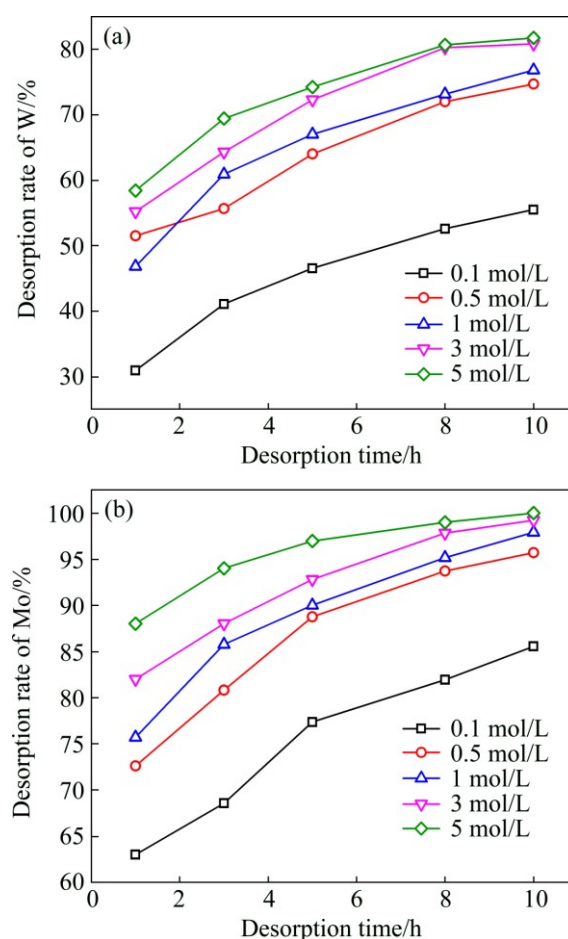 (a)
Desorption rate of W/%
80
70
60
50
40
30
0 2 4 6 8 10
Desorption time/h
0.1 mol/L
0.5 mol/L
1 mol/L
3 mol/L
5 mol/L
(b)
Desorption rate of Mo/%
100
95
90
85
80
75
70
65
60
0 2 4 6 8 10
Desorption time/h
0.1 mol/L
0.5 mol/L
1 mol/L
3 mol/L
5 mol/L